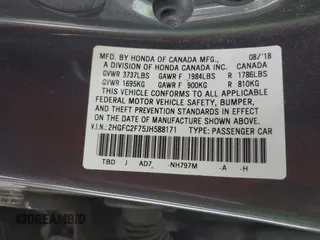 MFD. BY HONDA OF CANADA MFG., 08/'18
A DIVISION OF HONDA CANADA INC. CANADA
GVWR 3737LBS GAWR F 1984LBS R 1786LBS
GVWR 1695KG GAWR F 900KG R 810KG
THIS VEHICLE CONFORMS TO ALL APPLICABLE
FEDERAL MOTOR VEHICLE SAFETY, BUMPER,
AND THEFT PREVENTION STANDARDS
IN EFFECT ON THE DATE OF
MANUFACTURE SHOWN ABOVE.
V.I.N.: 2HGFC2F75JH588171 TYPE: PASSENGER CAR
TBD J AD7 NH797M -A -H
DREAMBID